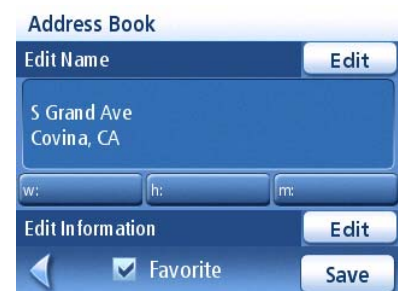 Address Book
Edit Name Edit
S Grand Ave
Covina, CA
w: h: m:
Edit Information Edit
Favorite Save